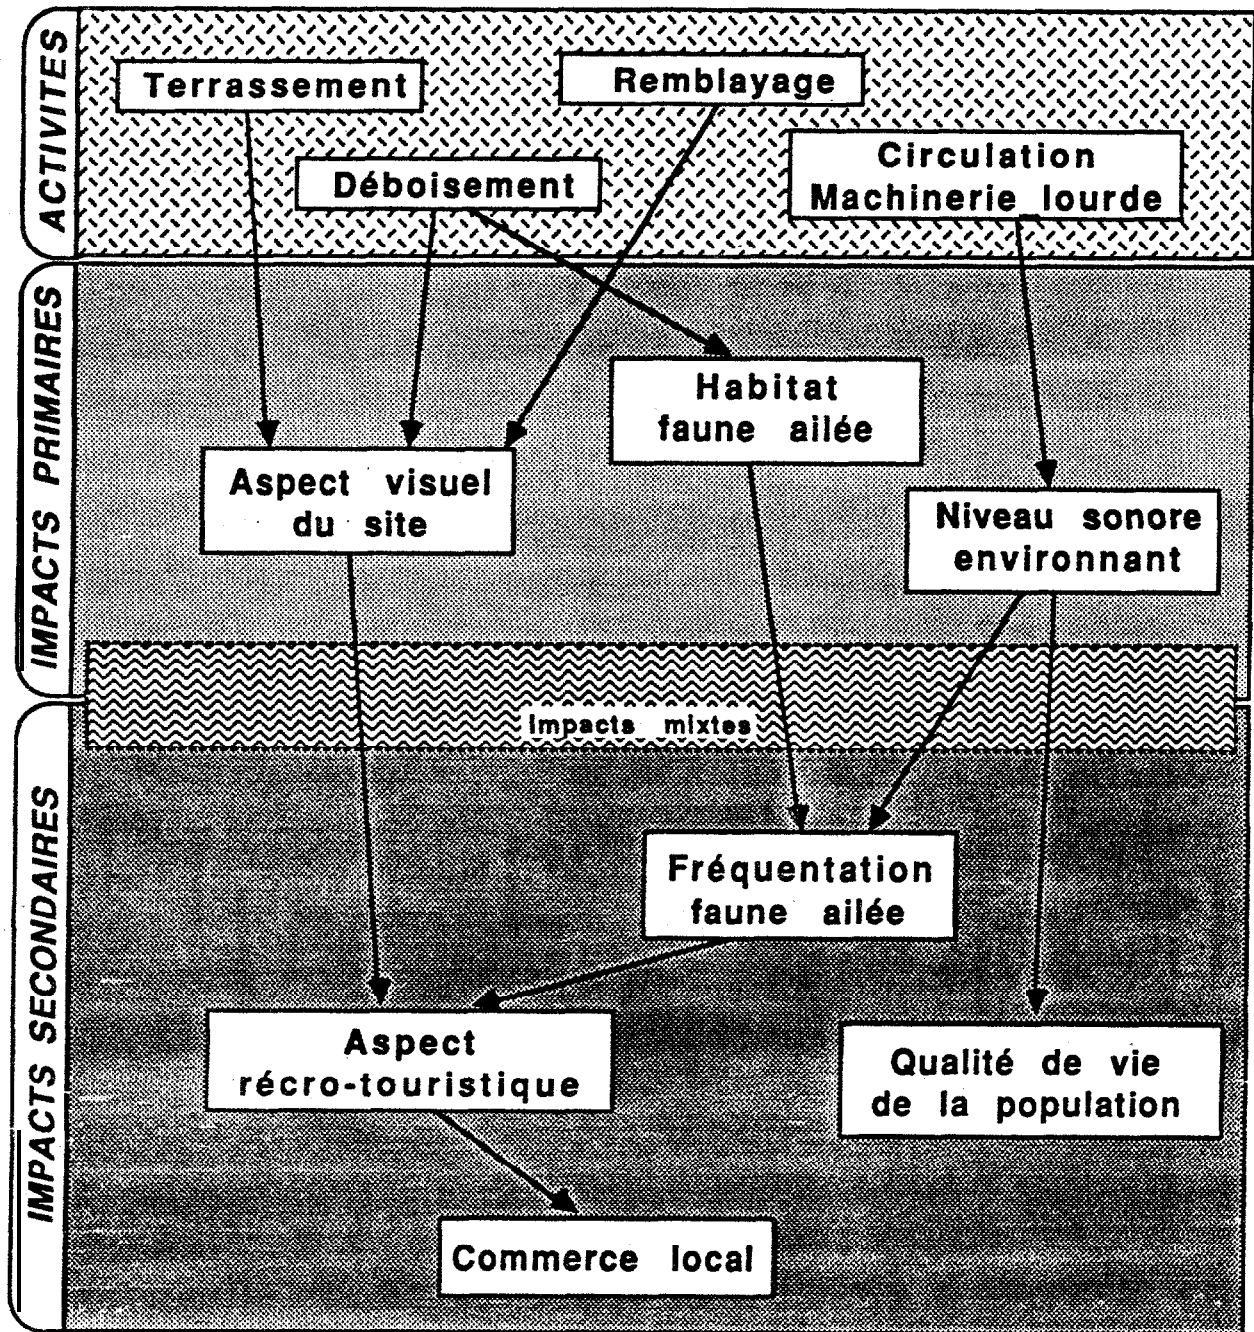 ACTIVITES
Terrassement
Remblayage
Déboisement
Circulation
Machinerie lourde
IMPACTS PRIMAIRES
Habitat
faune ailée
Aspect visuel
du site
Niveau sonore
environnant
Impacts mixtes
IMPACTS SECONDAIRES
Fréquentation
faune ailée
Aspect
récro-touristique
Qualité de vie
de la population
Commerce local